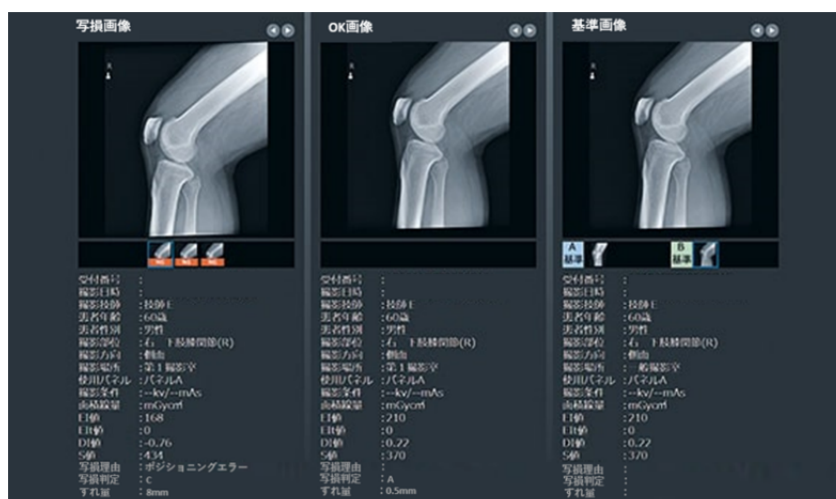 写損画像
R
NG NG NG
受付番号 :
撮影日時 :
撮影技師 :技師E
患者年齢 :60歳
患者性別 :男性
撮影部位 :右 下肢膝関節(R)
撮影方向 :側面
撮影場所 :第1撮影室
使用パネル :パネルA
撮影条件 :--kv/--mAs
面積線量 :mGycm²
EI値 :168
EIt値 :0
DI値 :-0.76
S値 :434
写損理由 :ポジショニングエラー
写損判定 :C
ずれ量 :8mm
OK画像
R
受付番号 :
撮影日時 :
撮影技師 :技師E
患者年齢 :60歳
患者性別 :男性
撮影部位 :右 下肢膝関節(R)
撮影方向 :側面
撮影場所 :第1撮影室
使用パネル :パネルA
撮影条件 :--kv/--mAs
面積線量 :mGycm²
EI値 :210
EIt値 :0
DI値 :0.22
S値 :370
写損理由 :
写損判定 :A
ずれ量 :0.5mm
基準画像
R
A
基準
B
基準
受付番号 :
撮影日時 :
撮影技師 :技師E
患者年齢 :60歳
患者性別 :男性
撮影部位 :右 下肢膝関節(R)
撮影方向 :側面
撮影場所 :一般撮影室
使用パネル :パネルA
撮影条件 :--kv/--mAs
面積線量 :mGycm²
EI値 :210
EIt値 :0
DI値 :0.22
S値 :370
写損理由 :
写損判定 :
ずれ量 :